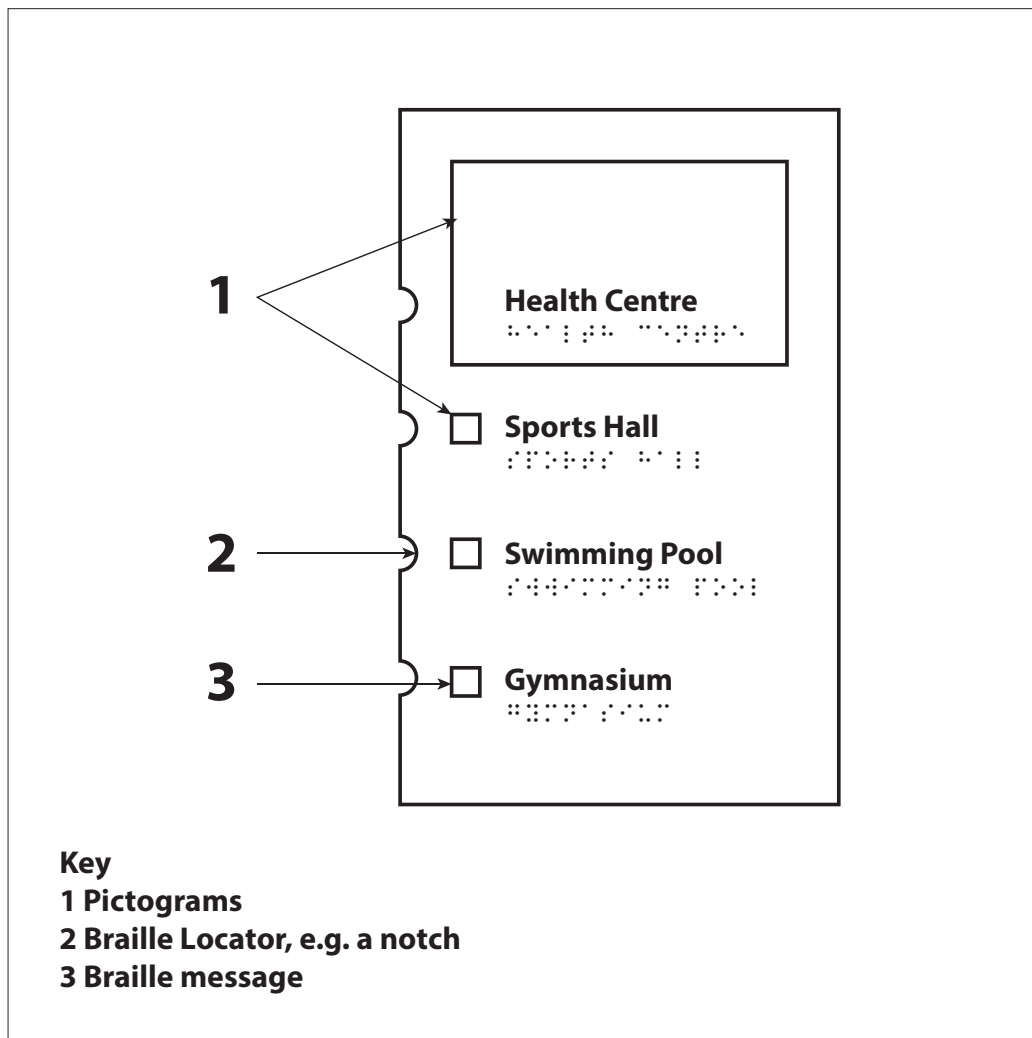 Health Centre
⠓⠑⠁⠇⠞⠓ ⠉⠑⠝⠞⠗⠑
1
Sports Hall
⠎⠏⠕⠗⠞⠎ ⠓⠁⠇⠇
2
Swimming Pool
⠎⠺⠺⠊⠍⠍⠊⠝⠛ ⠏⠕⠕⠇
3
Gymnasium
⠛⠽⠍⠝⠁⠎⠊⠥⠍
Key
1 Pictograms
2 Braille Locator, e.g. a notch
3 Braille message